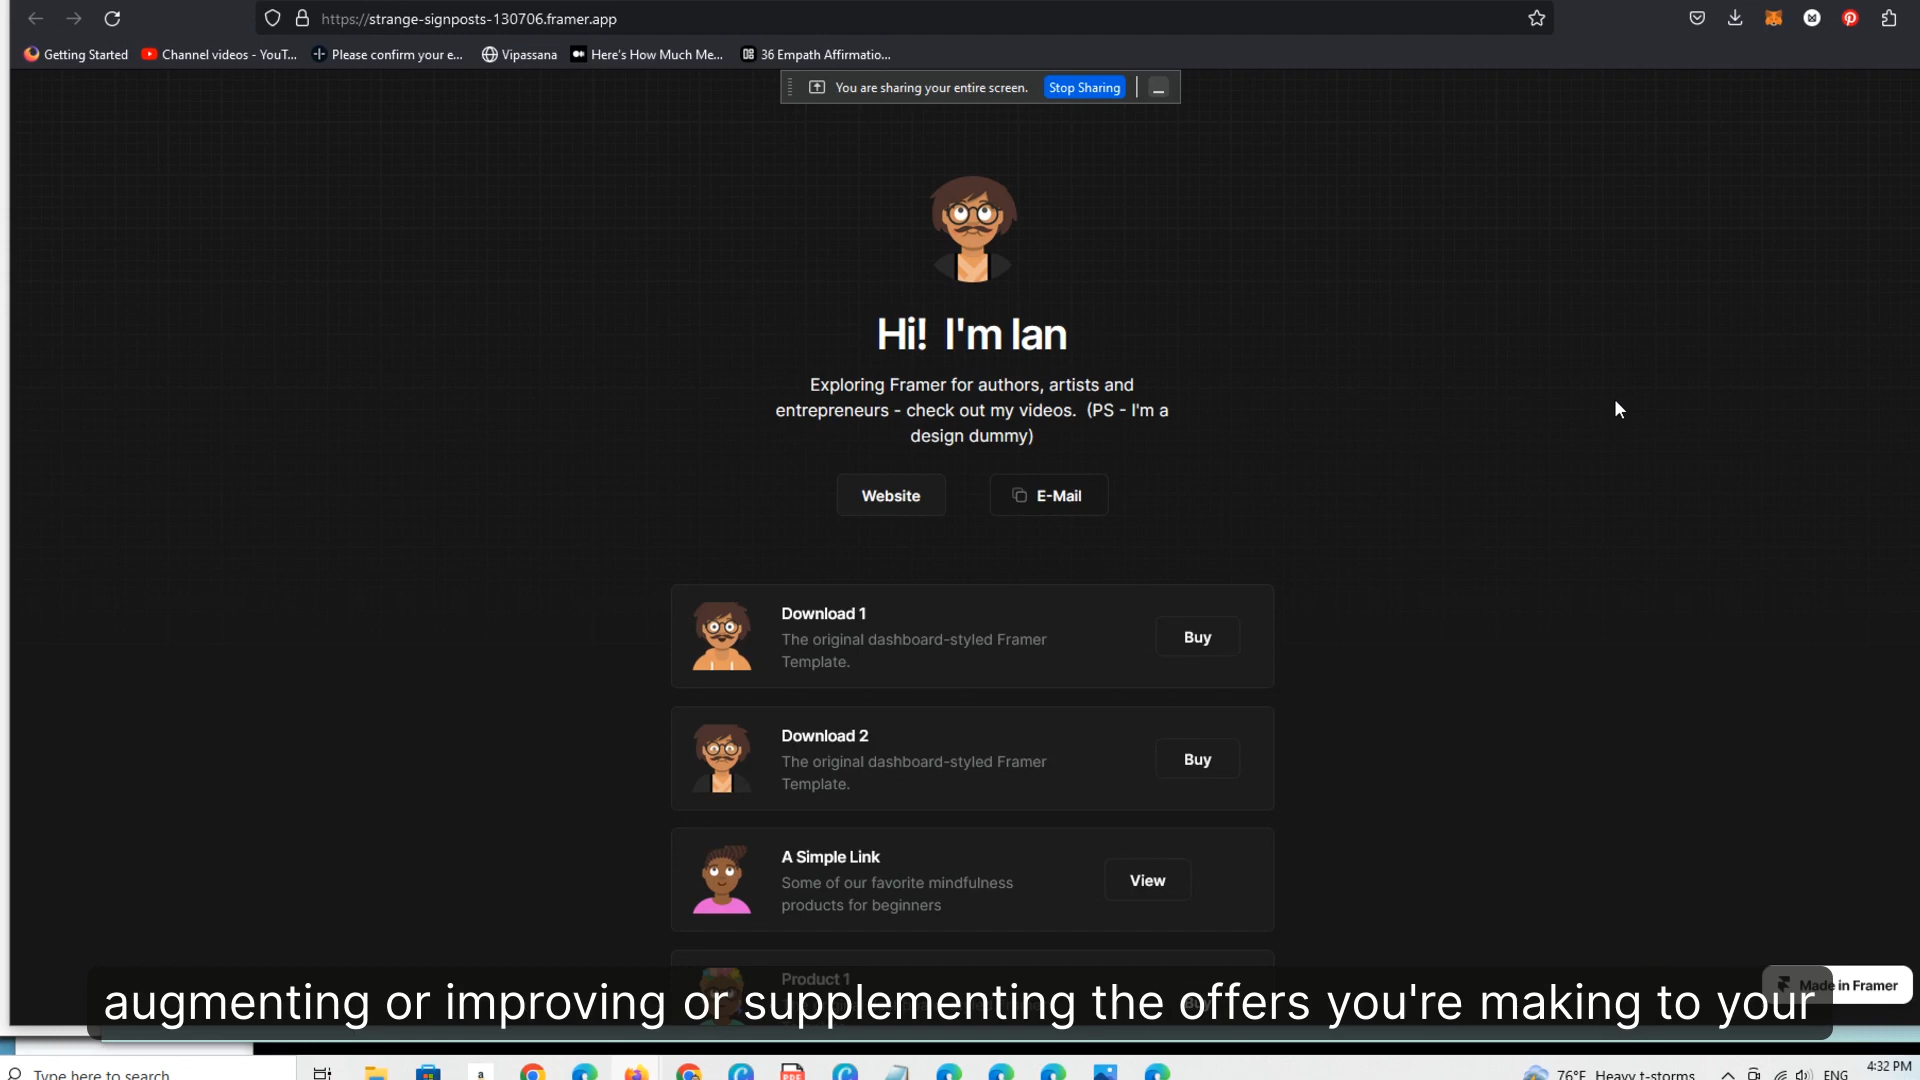 https://strange-signposts-130706.framer.app
Getting Started
Channel videos - YouT...
Please confirm your e...
Vipassana
Here's How Much Me...
36 Empath Affirmatio...
You are sharing your entire screen.
Stop Sharing
Hi! I'm Ian
Exploring Framer for authors, artists and
entrepreneurs - check out my videos. (PS - I'm a
design dummy)
Website
E-Mail
Download 1
The original dashboard-styled Framer
Template.
Buy
Download 2
The original dashboard-styled Framer
Template.
Buy
A Simple Link
Some of our favorite mindfulness
products for beginners
View
Product 1
Buy
Made in Framer
augmenting or improving or supplementing the offers you're making to your
Type here to search
a
PDF
76°F Heavy t-storms
ENG
4:32 PM